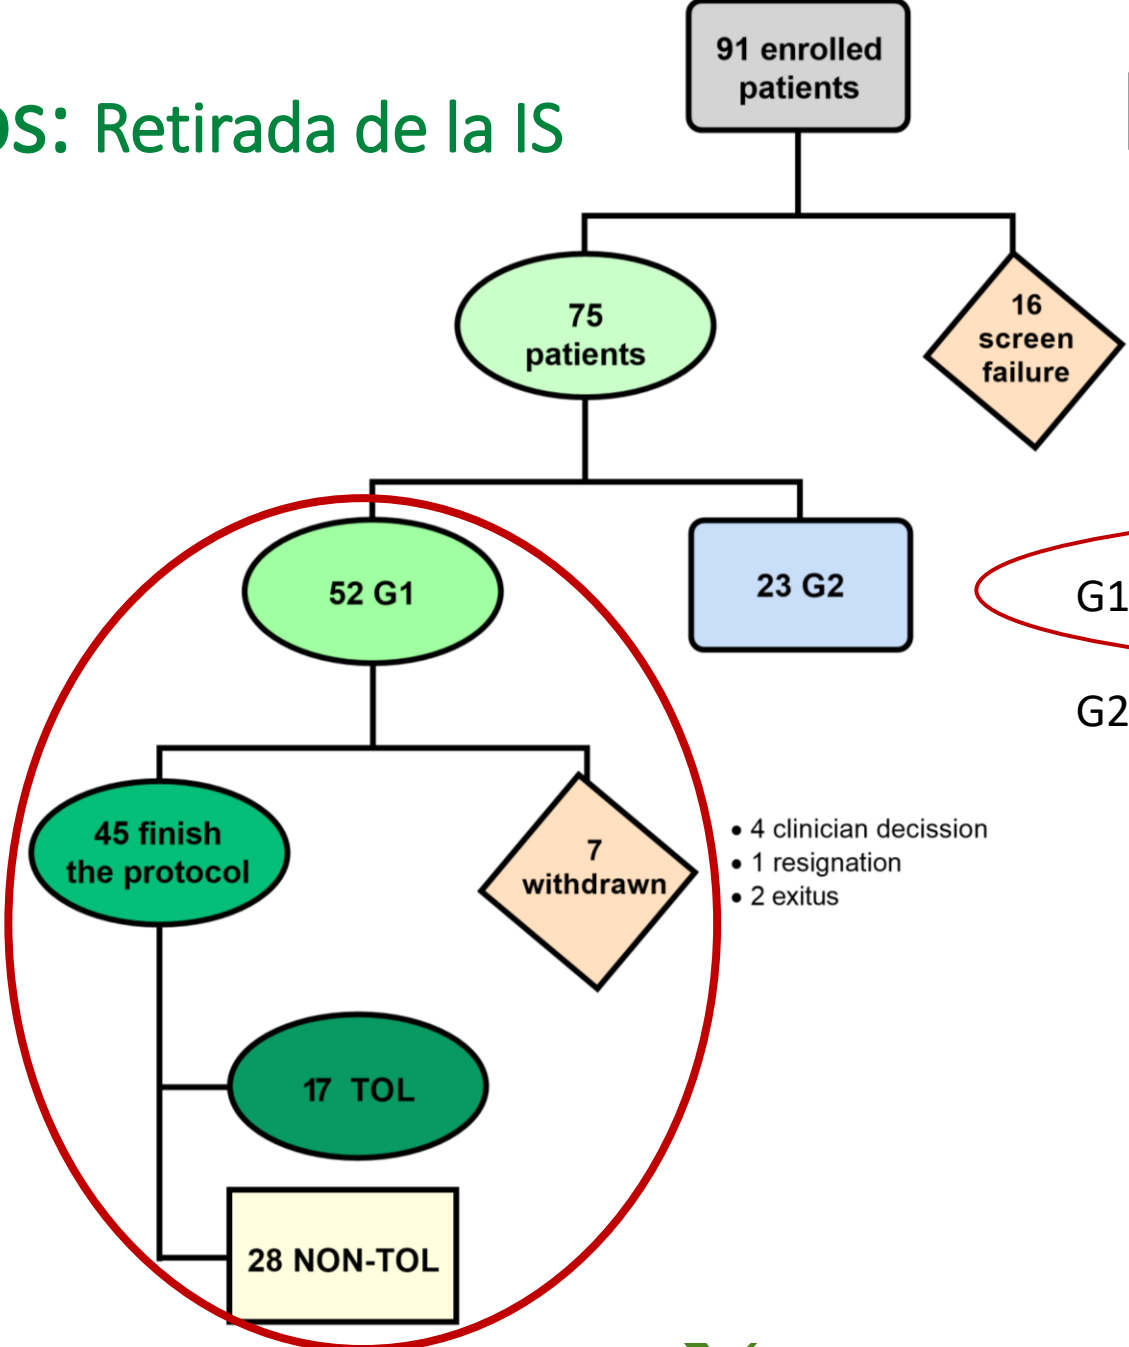 91 enrolled
patients
os: Retirada de la IS
75
patients
16
screen
failure
52 G1
23 G2
G1
G2
45 finish
the protocol
7
withdrawn
• 4 clinician decission
• 1 resignation
• 2 exitus
17 TOL
28 NON-TOL